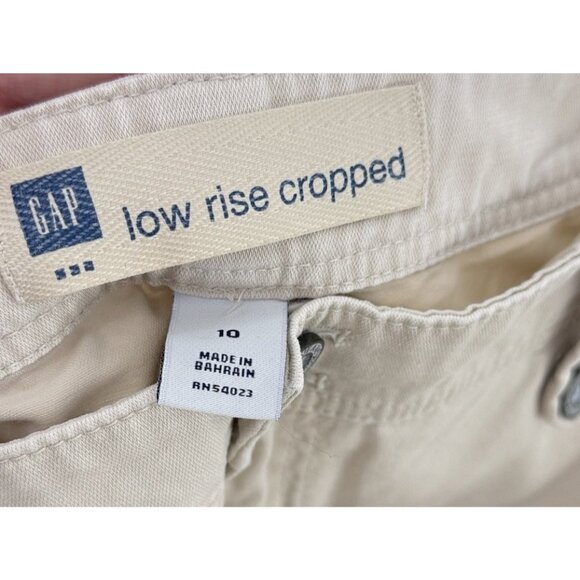 GAP
low rise cropped
10
MADE IN
BAHRAIN
RN54023